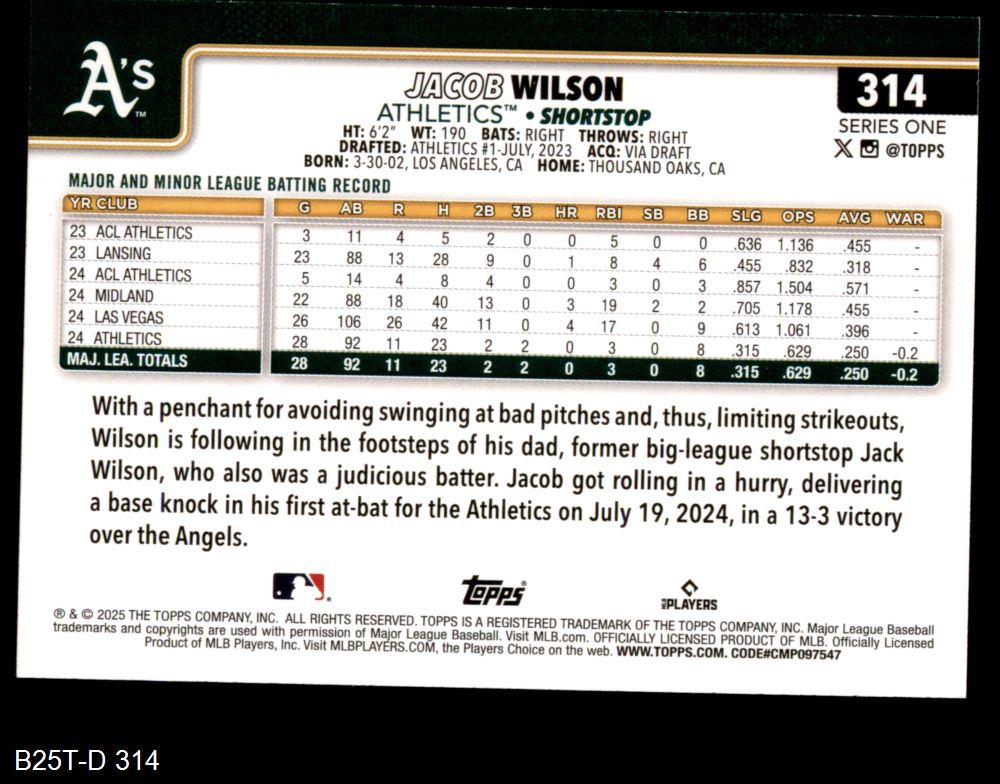 A's™
JACOB WILSON
314
ATHLETICS™ • SHORTSTOP
SERIES ONE
HT: 6'2" WT: 190 BATS: RIGHT THROWS: RIGHT
@TOPPS
DRAFTED: ATHLETICS #1-JULY, 2023 ACQ: VIA DRAFT
BORN: 3-30-02, LOS ANGELES, CA HOME: THOUSAND OAKS, CA
MAJOR AND MINOR LEAGUE BATTING RECORD
YR CLUB G AB R H 2B 3B HR RBI SB BB SLG OPS AVG WAR
23 ACL ATHLETICS 3 11 4 5 2 0 0 5 0 0 .636 1.136 .455 -
23 LANSING 23 88 13 28 9 0 1 8 4 6 .455 .832 .318 -
24 ACL ATHLETICS 5 14 4 8 4 0 0 3 0 3 .857 1.504 .571 -
24 MIDLAND 22 88 18 40 13 0 3 19 2 2 .705 1.178 .455 -
24 LAS VEGAS 26 106 26 42 11 0 4 17 0 9 .613 1.061 .396 -
24 ATHLETICS 28 92 11 23 2 2 0 3 0 8 .315 .629 .250 -0.2
MAJ. LEA. TOTALS 28 92 11 23 2 2 0 3 0 8 .315 .629 .250 -0.2
With a penchant for avoiding swinging at bad pitches and, thus, limiting strikeouts,
Wilson is following in the footsteps of his dad, former big-league shortstop Jack
Wilson, who also was a judicious batter. Jacob got rolling in a hurry, delivering
a base knock in his first at-bat for the Athletics on July 19, 2024, in a 13-3 victory
over the Angels.
Topps®
MLB PLAYERS
® & © 2025 THE TOPPS COMPANY, INC. ALL RIGHTS RESERVED. TOPPS IS A REGISTERED TRADEMARK OF THE TOPPS COMPANY, INC. Major League Baseball
trademarks and copyrights are used with permission of Major League Baseball. Visit MLB.com. OFFICIALLY LICENSED PRODUCT OF MLB. Officially Licensed
Product of MLB Players, Inc. Visit MLBPLAYERS.COM, the Players Choice on the web. WWW.TOPPS.COM. CODE#CMP097547
B25T-D 314